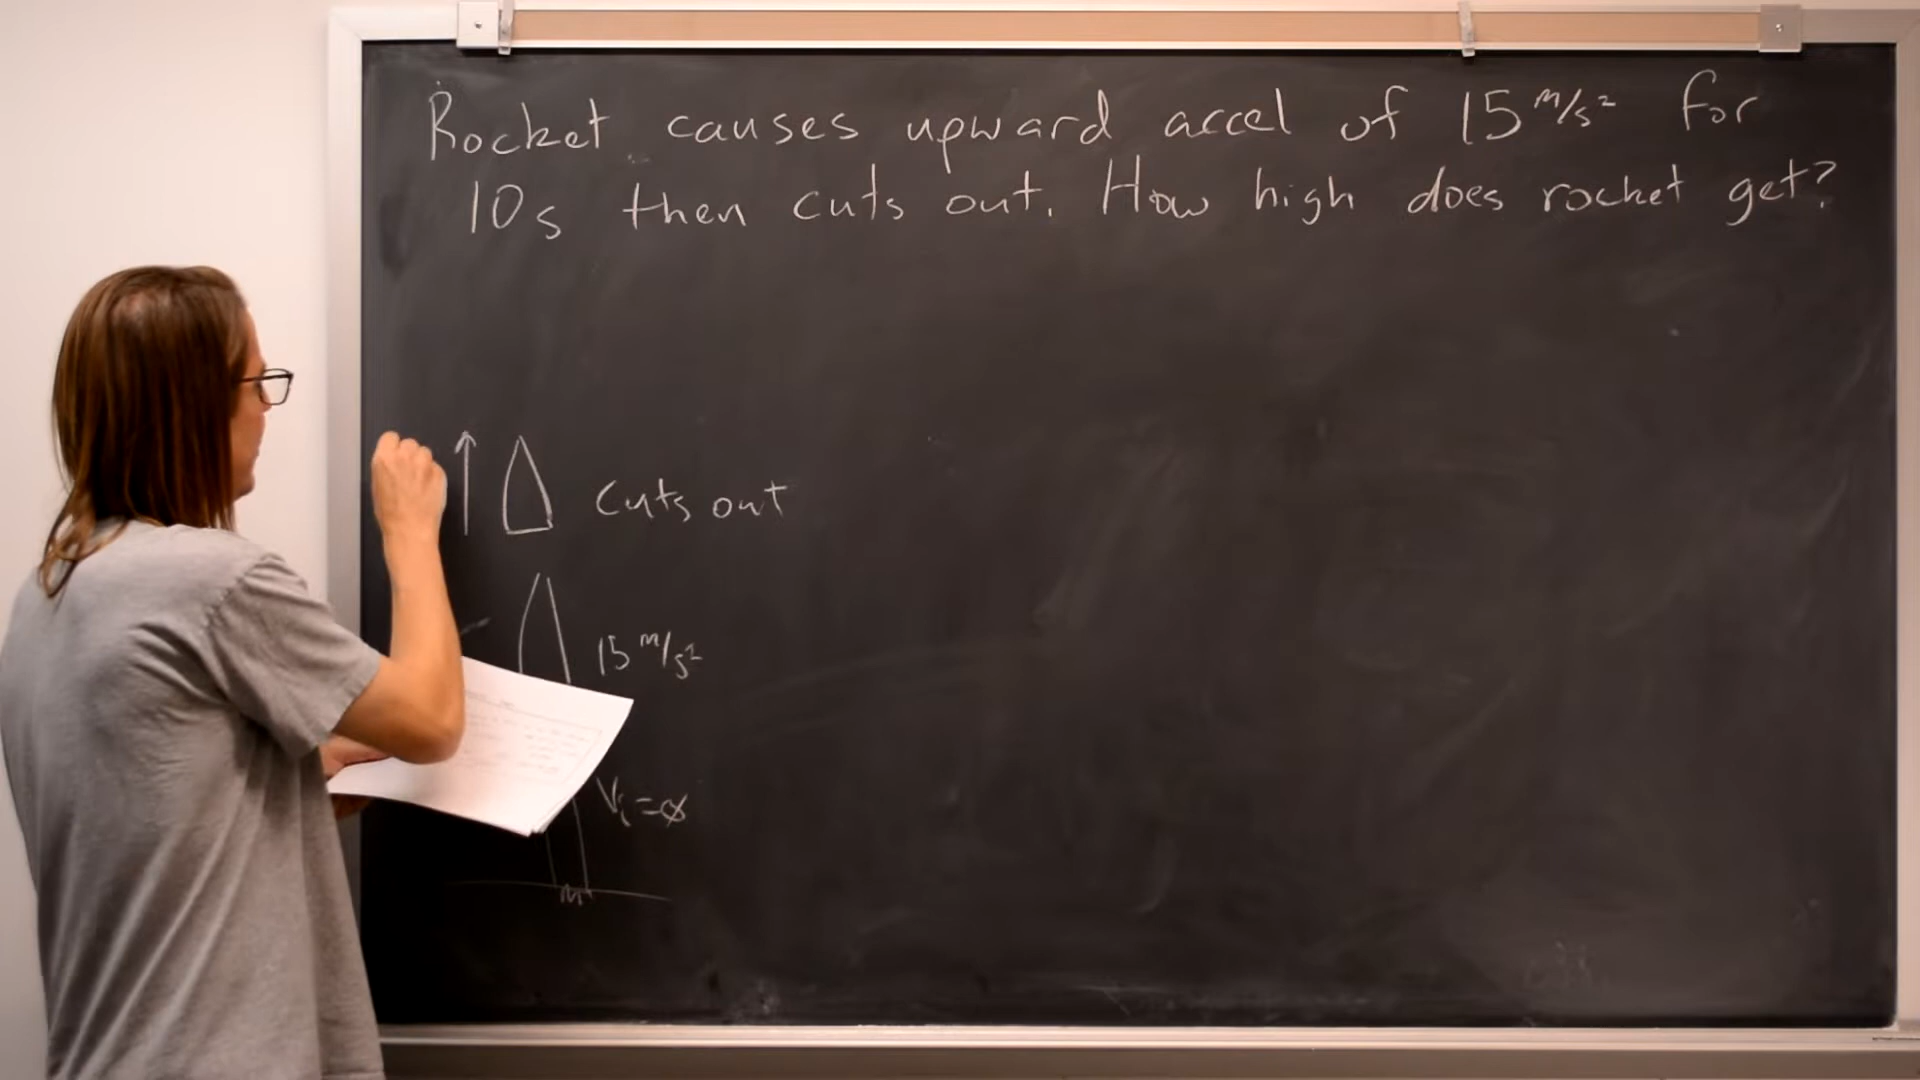 Rocket causes upward accel of 15 m/s² for
10s then cuts out. How high does rocket get?
cuts out
15 m/s²
Vi = ∅